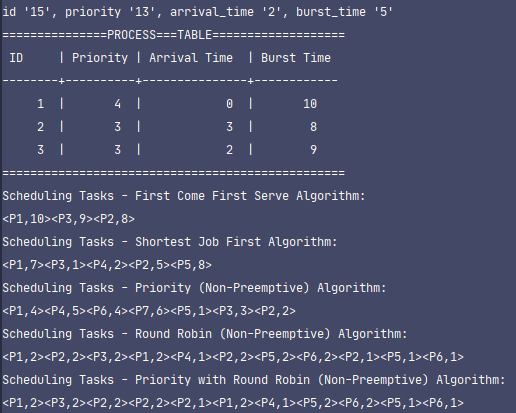 id '15', priority '13', arrival_time '2', burst_time '5'
===============PROCESS===TABLE===================
 ID     | Priority | Arrival Time  | Burst Time
--------+----------+---------------+------------
     1  |        4  |            0  |       10
     2  |        3  |            3  |        8
     3  |        3  |            2  |        9
=================================================
Scheduling Tasks - First Come First Serve Algorithm:
<P1,10><P3,9><P2,8>
Scheduling Tasks - Shortest Job First Algorithm:
<P1,7><P3,1><P4,2><P2,5><P5,8>
Scheduling Tasks - Priority (Non-Preemptive) Algorithm:
<P1,4><P4,5><P6,4><P7,6><P5,1><P3,3><P2,2>
Scheduling Tasks - Round Robin (Non-Preemptive) Algorithm:
<P1,2><P2,2><P3,2><P1,2><P4,1><P2,2><P5,2><P6,2><P2,1><P5,1><P6,1>
Scheduling Tasks - Priority with Round Robin (Non-Preemptive) Algorithm:
<P1,2><P3,2><P2,2><P2,2><P2,1><P1,2><P4,1><P5,2><P6,2><P5,1><P6,1>